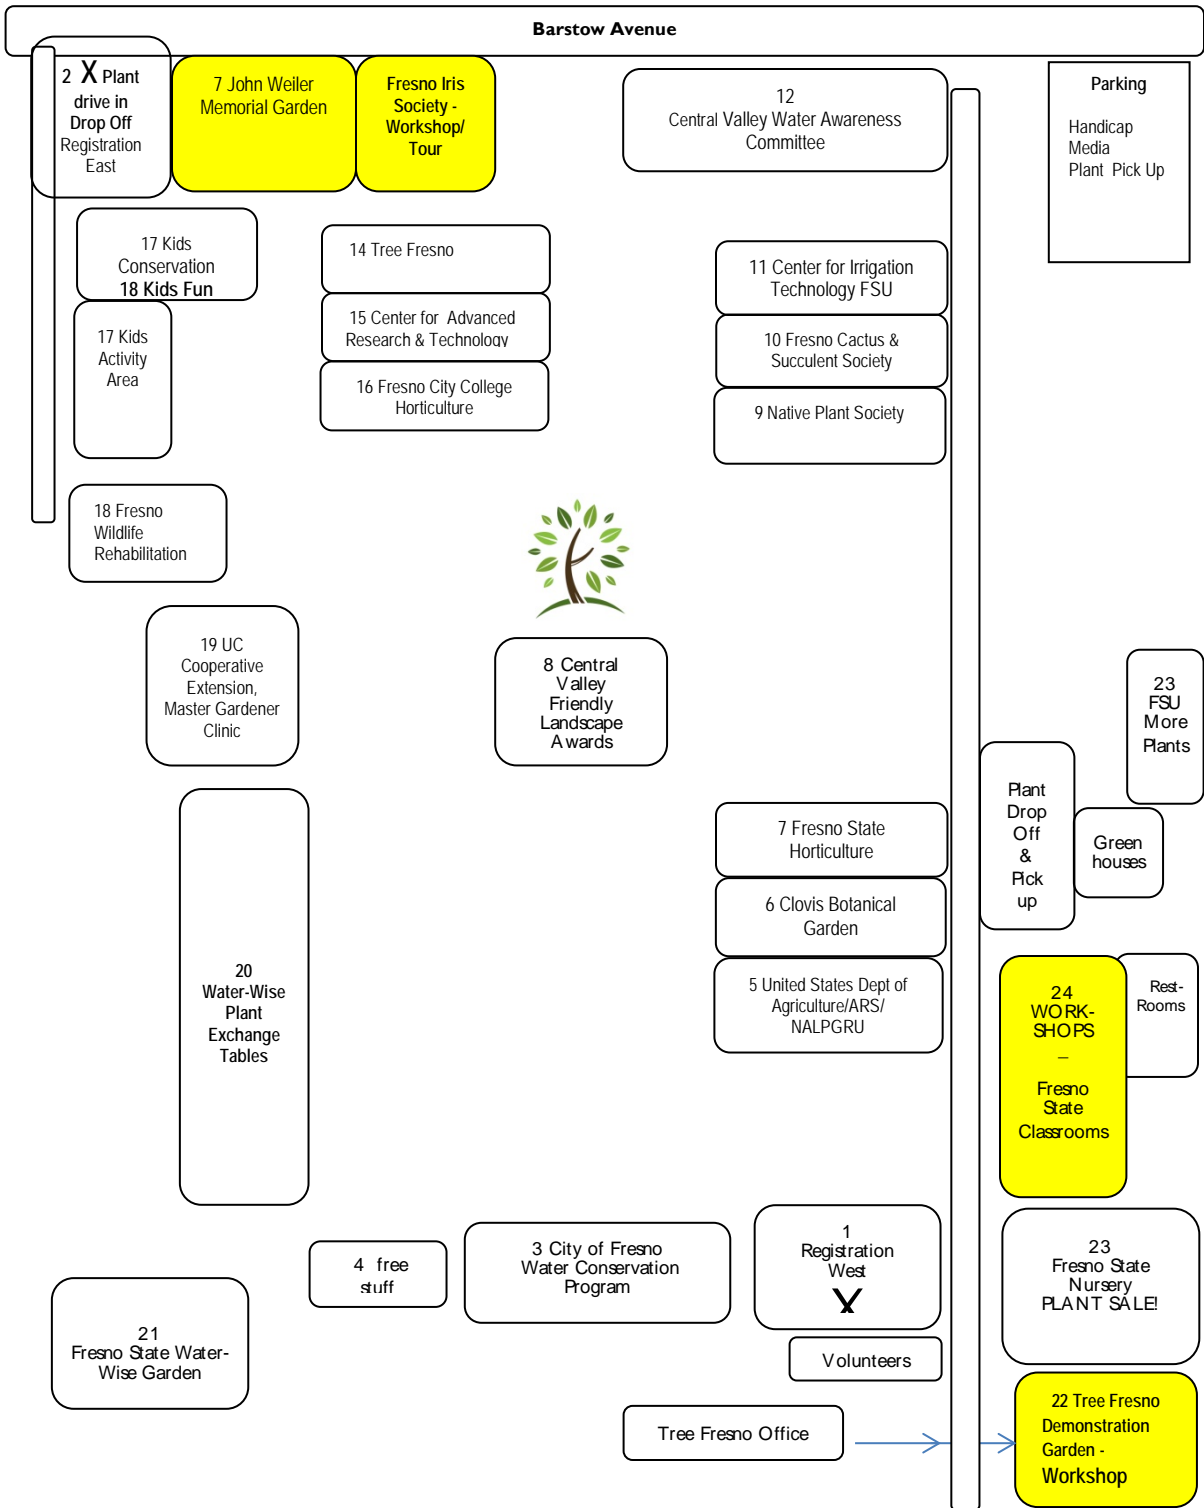 Barstow Avenue
2 X Plant
drive in
Drop Off
Registration
East
7 John Weiler
Memorial Garden
Fresno Iris
Society -
Workshop/
Tour
12
Central Valley Water Awareness
Committee
Parking
Handicap
Media
Plant Pick Up
17 Kids
Conservation
18 Kids Fun
14 Tree Fresno
11 Center for Irrigation
Technology FSU
17 Kids
Activity
Area
15 Center for Advanced
Research & Technology
10 Fresno Cactus &
Succulent Society
16 Fresno City College
Horticulture
9 Native Plant Society
18 Fresno
Wildlife
Rehabilitation
19 UC
Cooperative
Extension,
Master Gardener
Clinic
8 Central
Valley
Friendly
Landscape
Awards
23
FSU
More
Plants
Plant
Drop
Off
&
Pick
up
Green
houses
7 Fresno State
Horticulture
6 Clovis Botanical
Garden
5 United States Dept of
Agriculture/ARS/
NALPGRU
20
Water-Wise
Plant
Exchange
Tables
24
WORK-
SHOPS
–
Fresno
State
Classrooms
Rest-
Rooms
4 free
stuff
3 City of Fresno
Water Conservation
Program
1
Registration
West
X
23
Fresno State
Nursery
PLANT SALE!
21
Fresno State Water-
Wise Garden
Volunteers
Tree Fresno Office
22 Tree Fresno
Demonstration
Garden -
Workshop